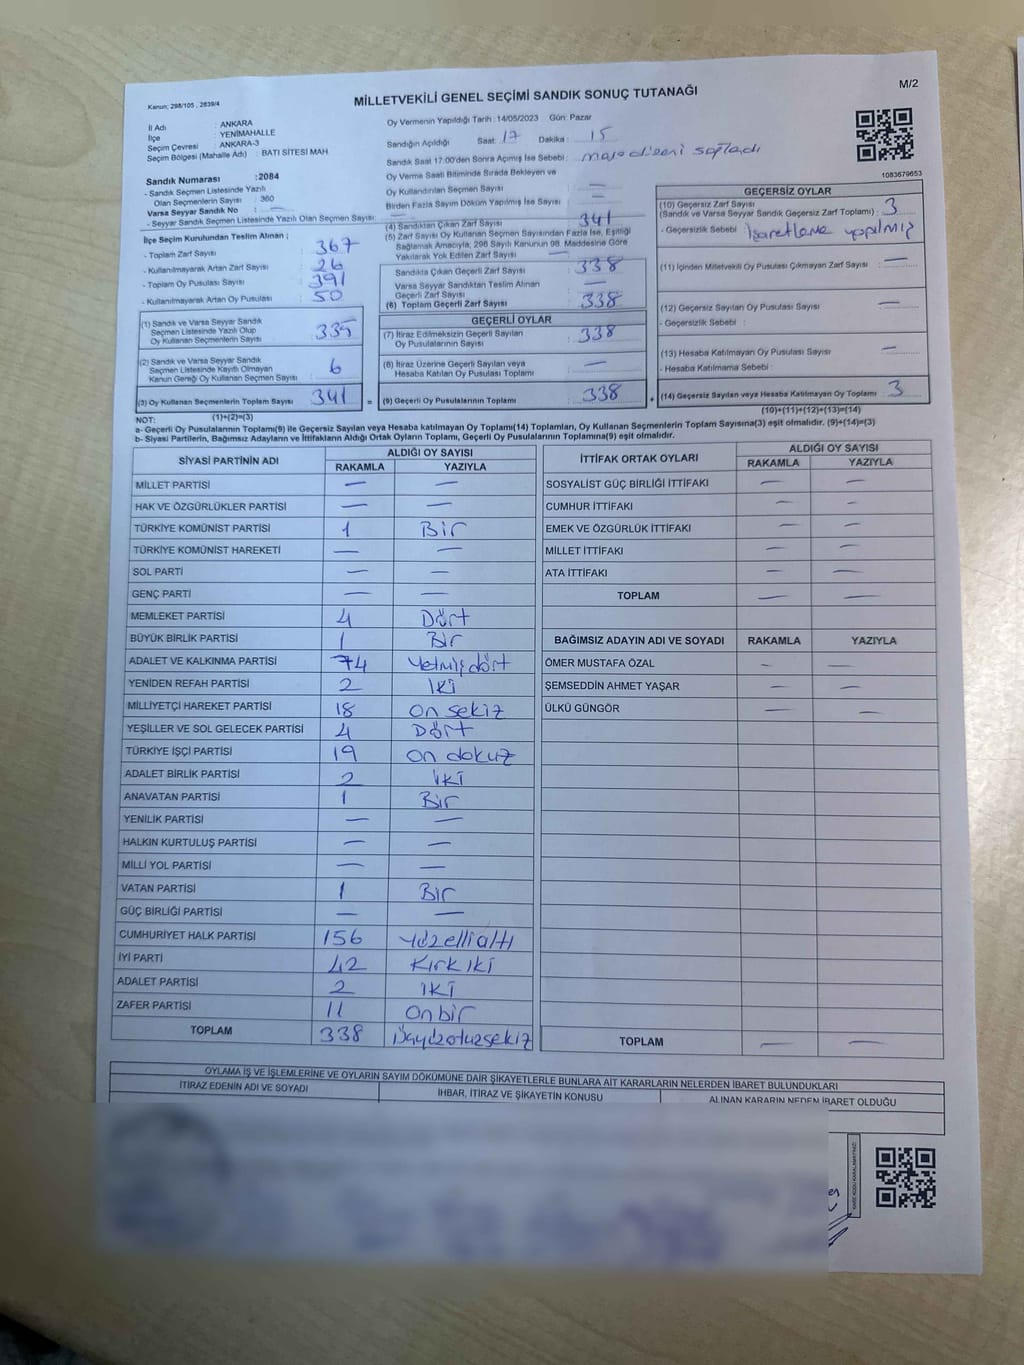 Kanun; 298/105 , 2839/4
MİLLETVEKİLİ GENEL SEÇİMİ SANDIK SONUÇ TUTANAĞI
M/2
İl Adı : ANKARA
İlçe : YENİMAHALLE
Seçim Çevresi : ANKARA-3
Seçim Bölgesi (Mahalle Adı) : BATI SİTESİ MAH
Oy Vermenin Yapıldığı Tarih : 14/05/2023 Gün: Pazar
Sandığın Açıldığı Saat: 17 Dakika : 15
Sandık Saat 17:00'den Sonra Açmış İse Sebebi :
1083679653
Sandık Numarası :2084
- Sandık Seçmen Listesinde Yazılı
Olan Seçmenlerin Sayısı : 360
Varsa Seyyar Sandık No : —
- Seyyar Seçmen Listesinde Yazılı Olan Seçmen Sayısı: —
Oy Verme Saati Bitiminde Sırada Bekleyen ve
Oy Kullandırılan Seçmen Sayısı : —
Birden Fazla Sayım Döküm Yapılmış İse Sayısı : —
(4) Sandıktan Çıkan Zarf Sayısı : 341
(5) Zarf Sayısı Oy Kullanan Seçmen Sayısından Fazla İse, Eşitliği
Sağlamak Amacıyla, 298 Sayılı Kanunun 98. Maddesine Göre
Yakılarak Yok Edilen Zarf Sayısı : —
İlçe Seçim Kurulundan Teslim Alınan ;
- Toplam Zarf Sayısı : 367
- Kullanılmayarak Artan Zarf Sayısı : 26
- Toplam Oy Pusulası Sayısı : 391
- Kullanılmayarak Artan Oy Pusulası : 50
Sandıkta Çıkan Geçerli Zarf Sayısı : 338
Varsa Seyyar Sandıktan Teslim Alınan
Geçerli Zarf Sayısı : —
(6) Toplam Geçerli Zarf Sayısı : 338
GEÇERSİZ OYLAR
(10) Geçersiz Zarf Sayısı
(Sandık ve Varsa Seyyar Sandık Geçersiz Zarf Toplamı) : 3
- Geçersizlik Sebebi : İşaretleme yapılmış
(11) İçinden Milletvekili Oy Pusulası Çıkmayan Zarf Sayısı : —
(12) Geçersiz Sayılan Oy Pusulası Sayısı : —
- Geçersizlik Sebebi :
(13) Hesaba Katılmayan Oy Pusulası Sayısı : —
- Hesaba Katılmama Sebebi :
(14) Geçersiz Sayılan veya Hesaba Katılmayan Oy Toplamı : 3
(10)+(11)+(12)+(13)=(14)
(1) Sandık ve Varsa Seyyar Sandık
Seçmen Listesinde Yazılı Olup
Oy Kullanan Seçmenlerin Sayısı : 335
(2) Sandık ve Varsa Seyyar Sandık
Seçmen Listesinde Kayıtlı Olmayan
Kanun Gereği Oy Kullanan Seçmen Sayısı : 6
(3) Oy Kullanan Seçmenlerin Toplam Sayısı : 341 =
GEÇERLİ OYLAR
(7) İtiraz Edilmeksizin Geçerli Sayılan
Oy Pusulalarının Sayısı : 338
(8) İtiraz Üzerine Geçerli Sayılan veya
Hesaba Katılan Oy Pusulası Toplamı : —
(9) Geçerli Oy Pusulalarının Toplamı : 338 +
NOT: (1)+(2)=(3)
a- Geçerli Oy Pusulalarının Toplamı(9) ile Geçersiz Sayılan veya Hesaba katılmayan Oy Toplamı(14) Toplamları, Oy Kullanan Seçmenlerin Toplam Sayısına(3) eşit olmalıdır. (9)+(14)=(3)
b- Siyasi Partilerin, Bağımsız Adayların ve İttifakların Aldığı Ortak Oyların Toplamı, Geçerli Oy Pusulalarının Toplamına(9) eşit olmalıdır.
SİYASİ PARTİNİN ADI ALDIĞI OY SAYISI
RAKAMLA YAZIYLA
MİLLET PARTİSİ — —
HAK VE ÖZGÜRLÜKLER PARTİSİ — —
TÜRKİYE KOMÜNİST PARTİSİ 1 Bir
TÜRKİYE KOMÜNİST HAREKETİ — —
SOL PARTİ — —
GENÇ PARTİ — —
MEMLEKET PARTİSİ 4 Dört
BÜYÜK BİRLİK PARTİSİ 1 Bir
ADALET VE KALKINMA PARTİSİ 74 Yetmişdört
YENİDEN REFAH PARTİSİ 2 İki
MİLLİYETÇİ HAREKET PARTİSİ 18 on sekiz
YEŞİLLER VE SOL GELECEK PARTİSİ 4 Dört
TÜRKİYE İŞÇİ PARTİSİ 19 on dokuz
ADALET BİRLİK PARTİSİ 2 iki
ANAVATAN PARTİSİ 1 Bir
YENİLİK PARTİSİ — —
HALKIN KURTULUŞ PARTİSİ — —
MİLLİ YOL PARTİSİ — —
VATAN PARTİSİ 1 Bir
GÜÇ BİRLİĞİ PARTİSİ — —
CUMHURİYET HALK PARTİSİ 156 Yüzellialtı
İYİ PARTİ 42 Kırk iki
ADALET PARTİSİ 2 iki
ZAFER PARTİSİ 11 Onbir
TOPLAM 338 Üçyüzotuzsekiz
İTTİFAK ORTAK OYLARI ALDIĞI OY SAYISI
RAKAMLA YAZIYLA
SOSYALİST GÜÇ BİRLİĞİ İTTİFAKI — —
CUMHUR İTTİFAKI — —
EMEK VE ÖZGÜRLÜK İTTİFAKI — —
MİLLET İTTİFAKI — —
ATA İTTİFAKI — —
TOPLAM — —
BAĞIMSIZ ADAYIN ADI VE SOYADI RAKAMLA YAZIYLA
ÖMER MUSTAFA ÖZAL — —
ŞEMSEDDİN AHMET YAŞAR — —
ÜLKÜ GÜNGÖR — —
TOPLAM — —
OYLAMA İŞ VE İŞLEMLERİNE VE OYLARIN SAYIM DÖKÜMÜNE DAİR ŞİKAYETLERLE BUNLARA AİT KARARLARIN NELERDEN İBARET BULUNDUKLARI
İTİRAZ EDENİN ADI VE SOYADI İHBAR, İTİRAZ VE ŞİKAYETİN KONUSU ALINAN KARARIN NEDEN İBARET OLDUĞU